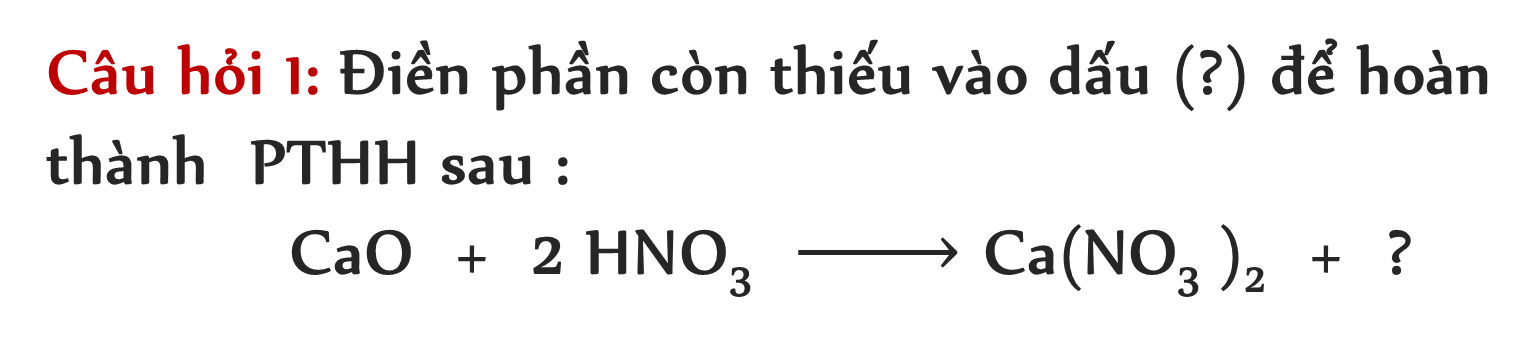 Câu hỏi 1: Điền phần còn thiếu vào dấu (?) để hoàn
thành PTHH sau :
CaO + 2 HNO₃ ⟶ Ca(NO₃ )₂ + ?